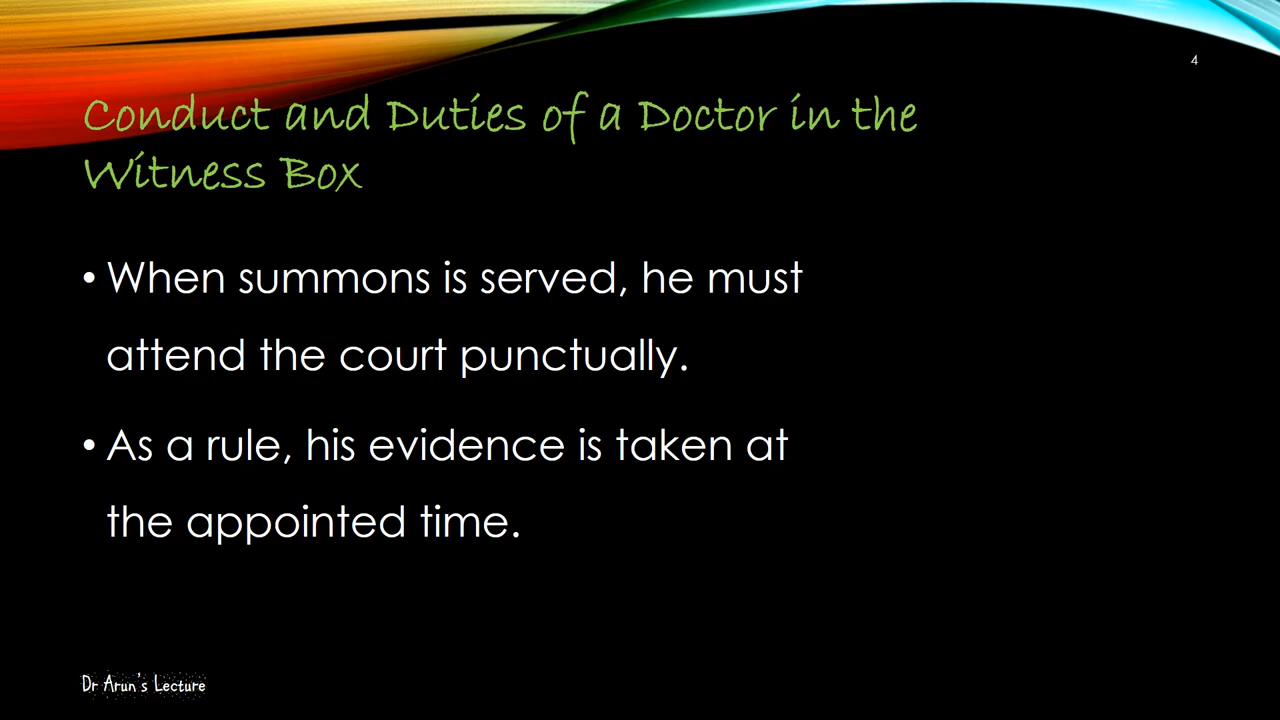 4
Conduct and Duties of a Doctor in the
Witness Box
• When summons is served, he must
attend the court punctually.
• As a rule, his evidence is taken at
the appointed time.
Dr Arun's Lecture